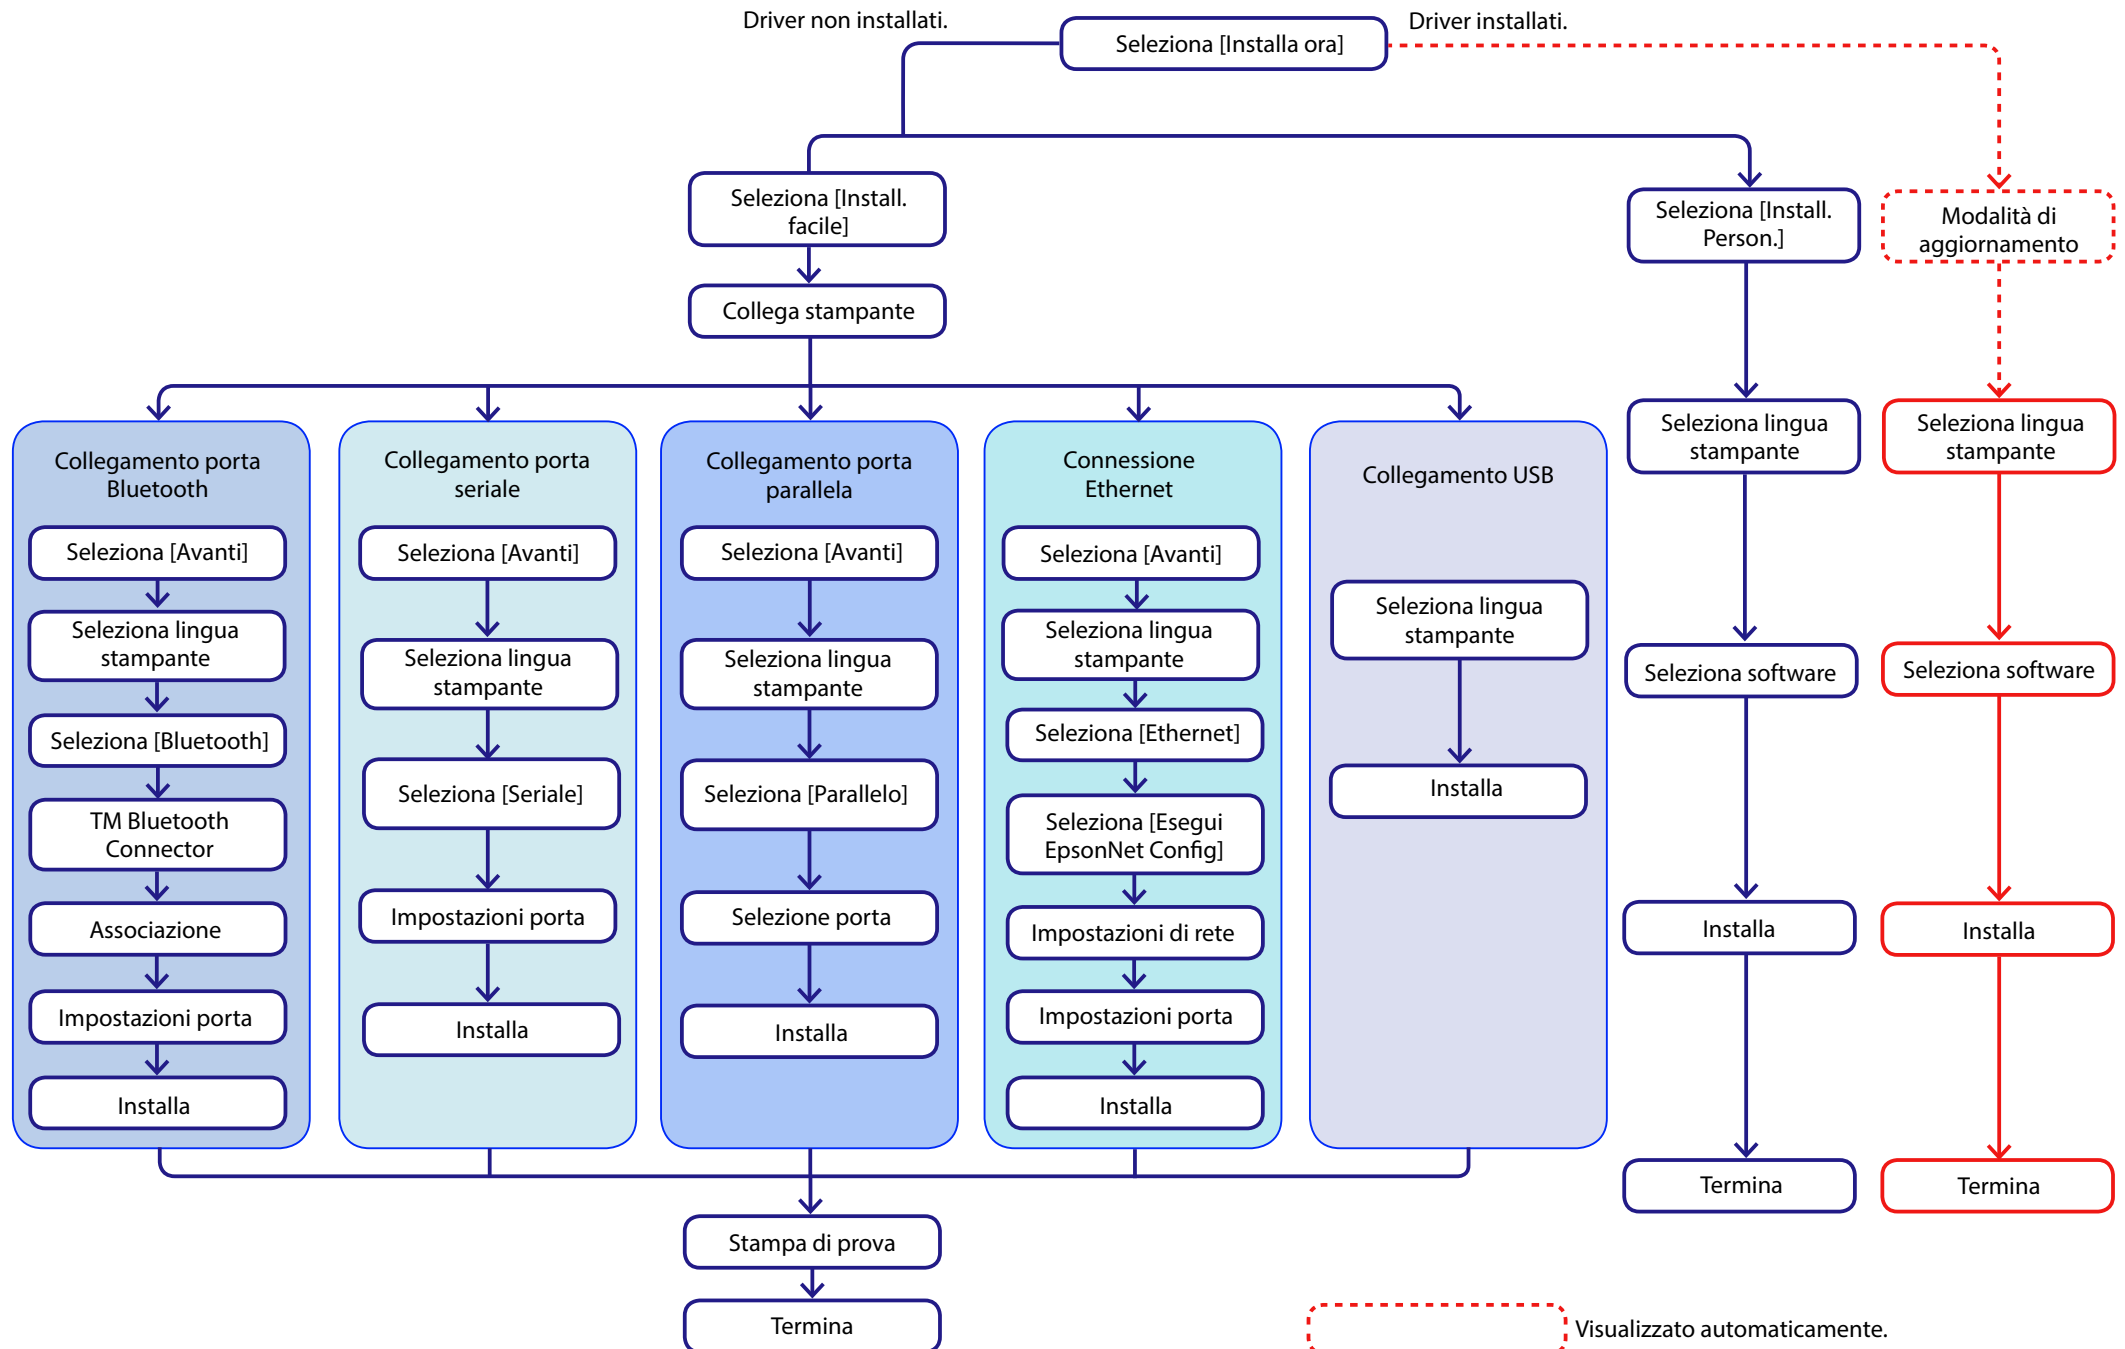 Driver non installati.
Seleziona [Installa ora]
Driver installati.
Seleziona [Install.
facile]
Collega stampante
Seleziona [Install.
Person.]
Modalità di
aggiornamento
Collegamento porta
Bluetooth
Seleziona [Avanti]
Seleziona lingua
stampante
Seleziona [Bluetooth]
TM Bluetooth
Connector
Associazione
Impostazioni porta
Installa
Collegamento porta
seriale
Seleziona [Avanti]
Seleziona lingua
stampante
Seleziona [Seriale]
Impostazioni porta
Installa
Collegamento porta
parallela
Seleziona [Avanti]
Seleziona lingua
stampante
Seleziona [Parallelo]
Selezione porta
Installa
Connessione
Ethernet
Seleziona [Avanti]
Seleziona lingua
stampante
Seleziona [Ethernet]
Seleziona [Esegui
EpsonNet Config]
Impostazioni di rete
Impostazioni porta
Installa
Collegamento USB
Seleziona lingua
stampante
Installa
Seleziona lingua
stampante
Seleziona software
Installa
Termina
Seleziona lingua
stampante
Seleziona software
Installa
Termina
Stampa di prova
Termina
Visualizzato automaticamente.